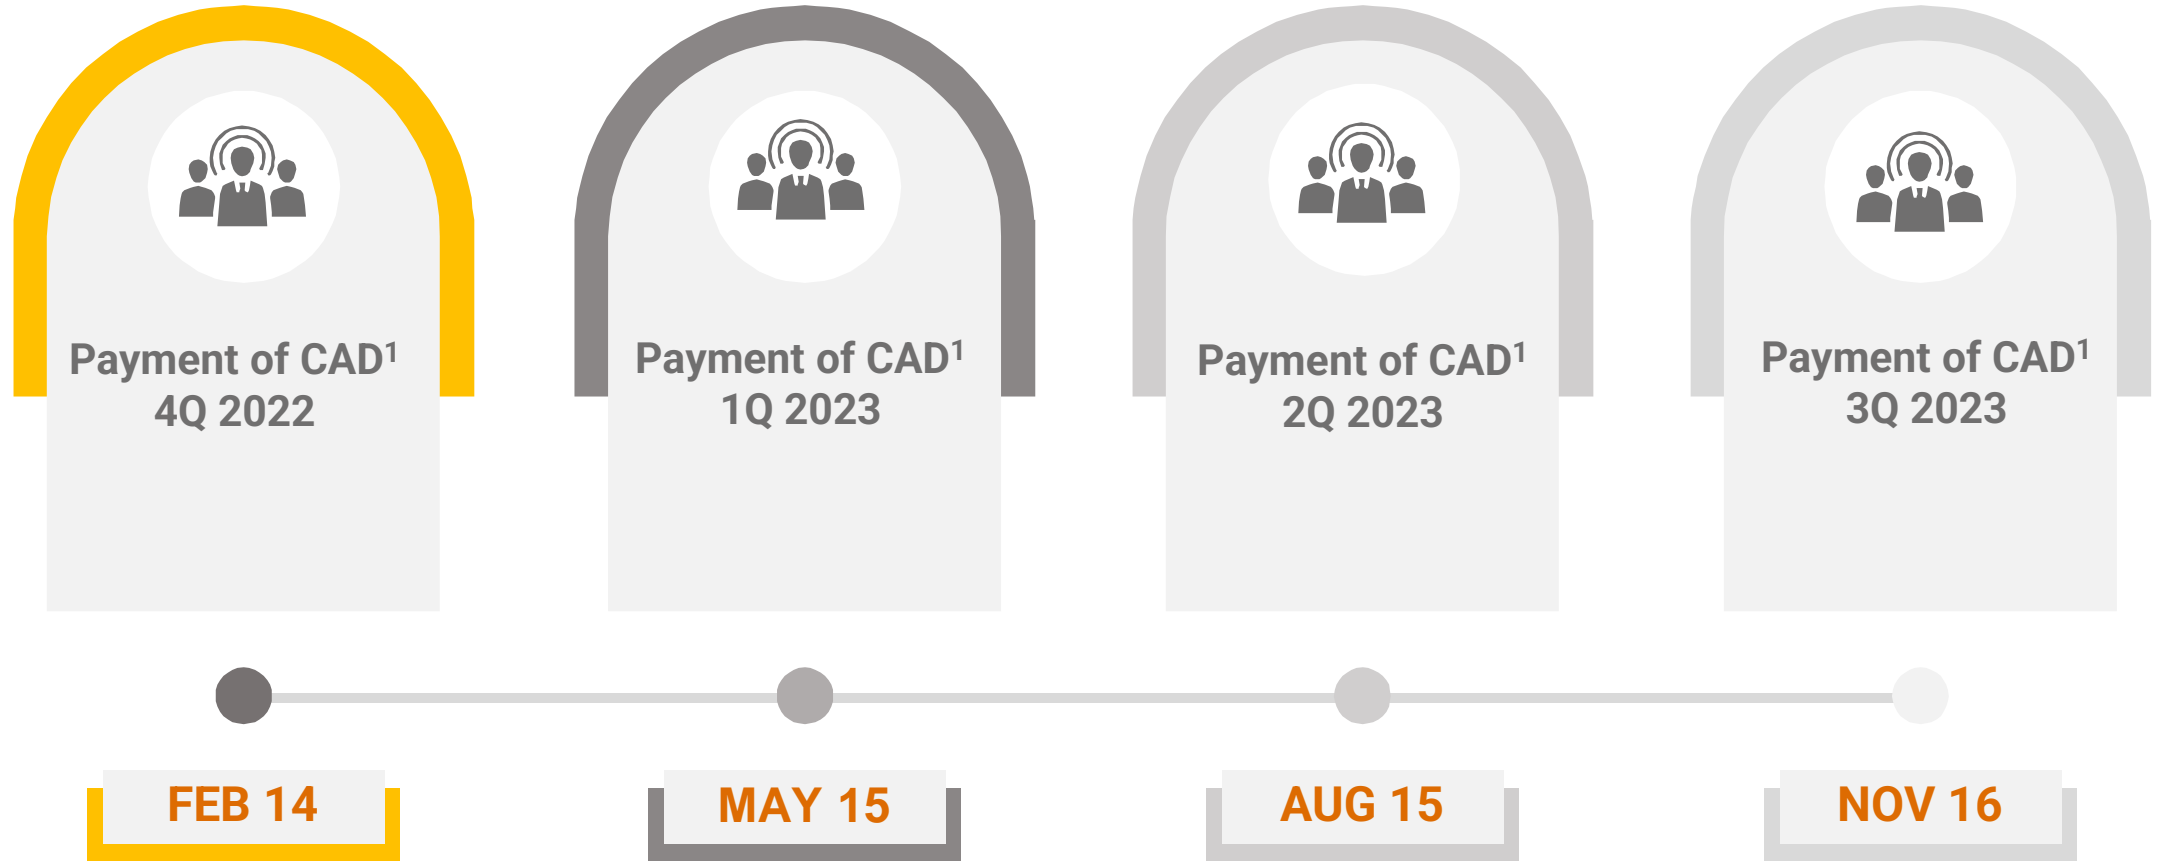 Payment of CAD¹
4Q 2022
Payment of CAD¹
1Q 2023
Payment of CAD¹
2Q 2023
Payment of CAD¹
3Q 2023
FEB 14
MAY 15
AUG 15
NOV 16